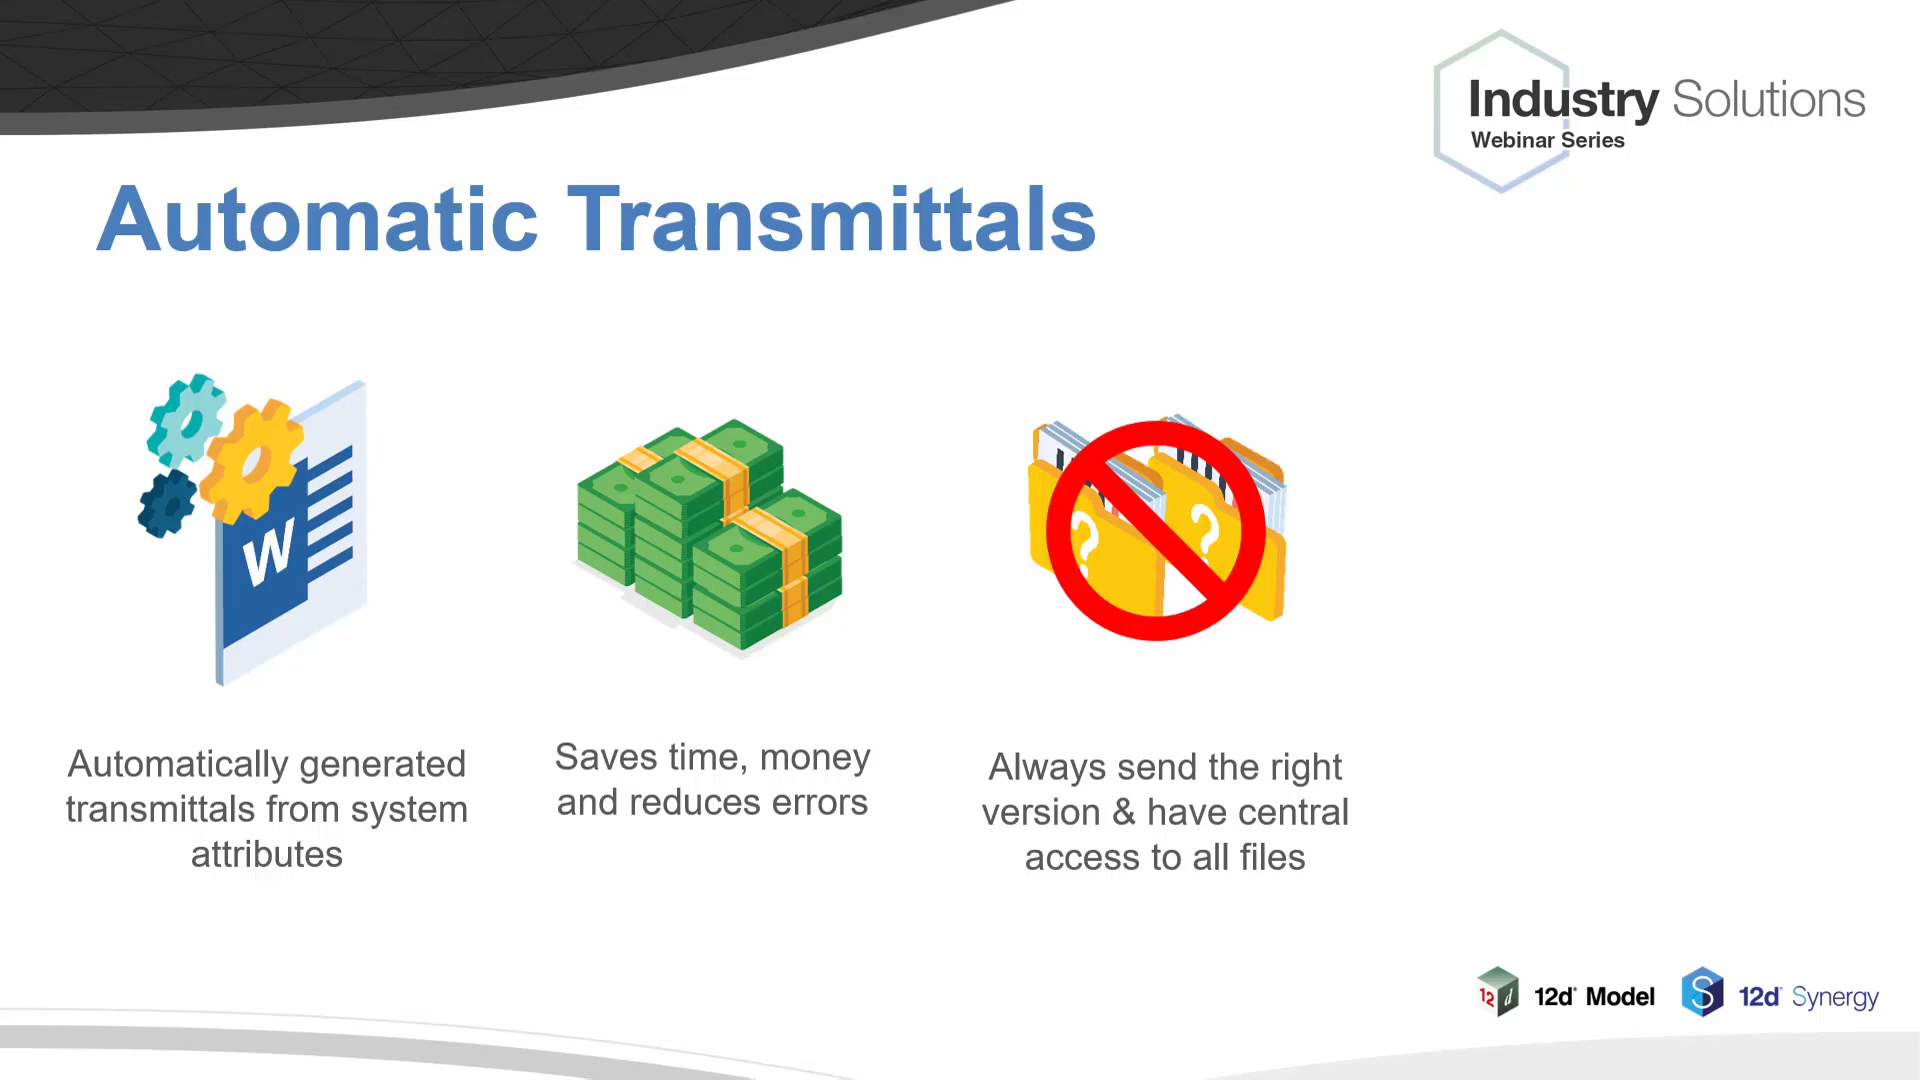 Industry Solutions
Webinar Series
Automatic Transmittals
W
? ?
Automatically generated
transmittals from system
attributes
Saves time, money
and reduces errors
Always send the right
version & have central
access to all files
12d 12d® Model
S 12d® Synergy